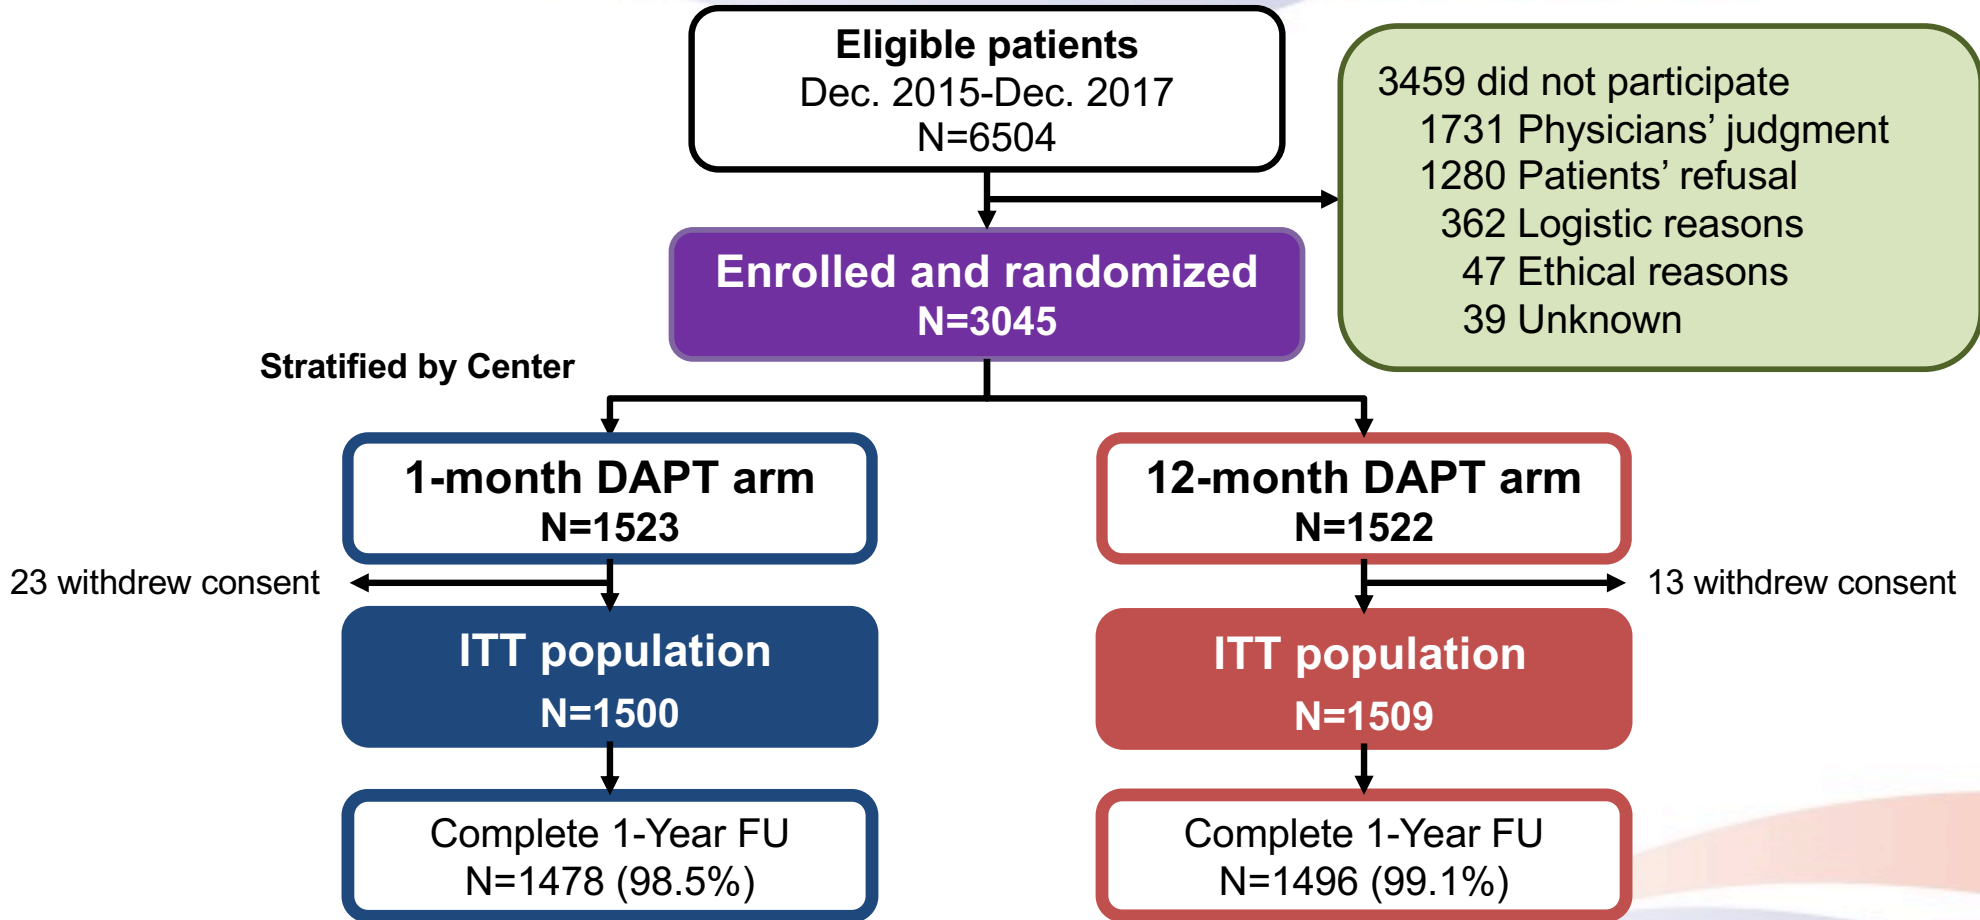 Eligible patients
Dec. 2015-Dec. 2017
N=6504
3459 did not participate
1731 Physicians’ judgment
1280 Patients’ refusal
362 Logistic reasons
47 Ethical reasons
39 Unknown
Enrolled and randomized
N=3045
Stratified by Center
1-month DAPT arm
N=1523
12-month DAPT arm
N=1522
23 withdrew consent
13 withdrew consent
ITT population
N=1500
ITT population
N=1509
Complete 1-Year FU
N=1478 (98.5%)
Complete 1-Year FU
N=1496 (99.1%)